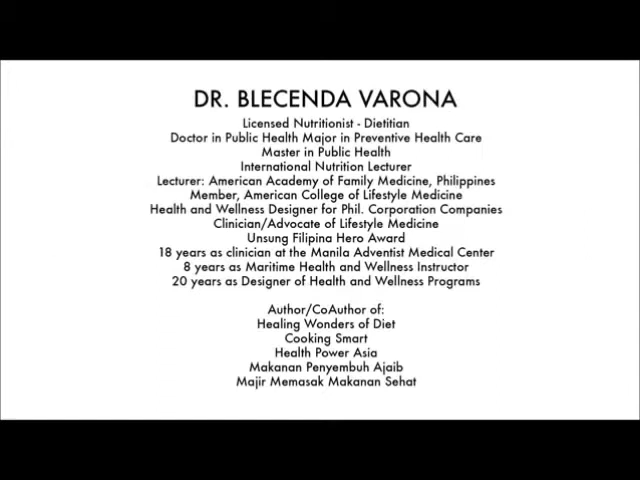 DR. BLECENDA VARONA
Licensed Nutritionist - Dietitian
Doctor in Public Health Major in Preventive Health Care
Master in Public Health
International Nutrition Lecturer
Lecturer: American Academy of Family Medicine, Philippines
Member, American College of Lifestyle Medicine
Health and Wellness Designer for Phil. Corporation Companies
Clinician/Advocate of Lifestyle Medicine
Unsung Filipina Hero Award
18 years as clinician at the Manila Adventist Medical Center
8 years as Maritime Health and Wellness Instructor
20 years as Designer of Health and Wellness Programs
Author/CoAuthor of:
Healing Wonders of Diet
Cooking Smart
Health Power Asia
Makanan Penyembuh Ajaib
Majir Memasak Makanan Sehat